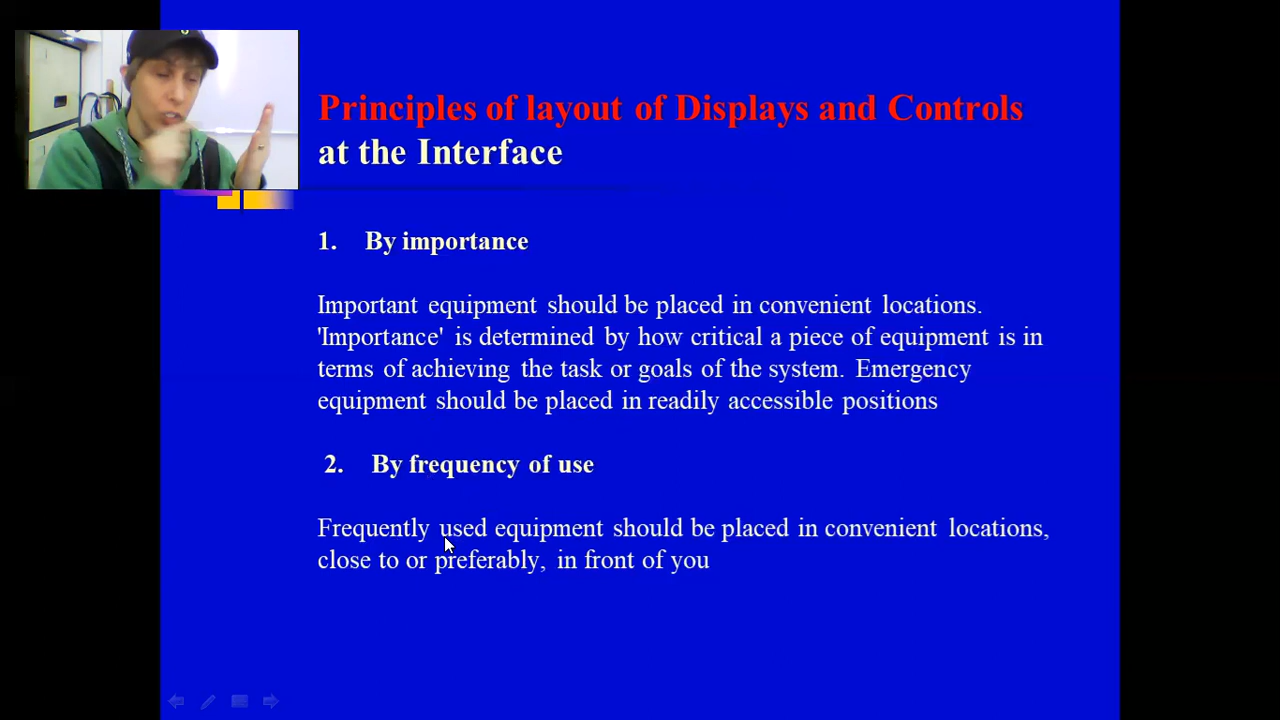 Principles of layout of Displays and Controls
at the Interface
1. By importance
Important equipment should be placed in convenient locations.
'Importance' is determined by how critical a piece of equipment is in
terms of achieving the task or goals of the system. Emergency
equipment should be placed in readily accessible positions
2. By frequency of use
Frequently used equipment should be placed in convenient locations,
close to or preferably, in front of you